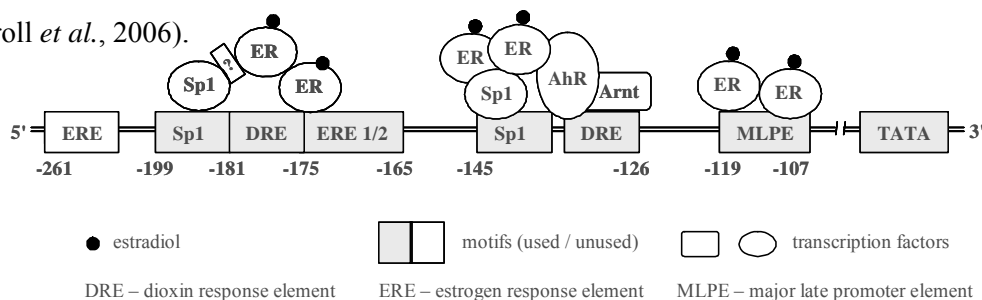 roll et al., 2006).
ER ER ER
? ER ER
Sp1 ER Sp1 AhR Arnt ER ER
5' ERE Sp1 DRE ERE 1/2 Sp1 DRE MLPE TATA 3'
-261 -199 -181 -175 -165 -145 -126 -119 -107
estradiol motifs (used / unused) transcription factors
DRE – dioxin response element ERE – estrogen response element MLPE – major late promoter element